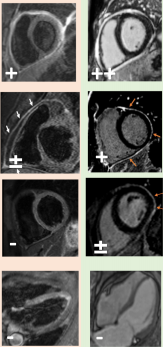 + ++
± +
- ±
- -